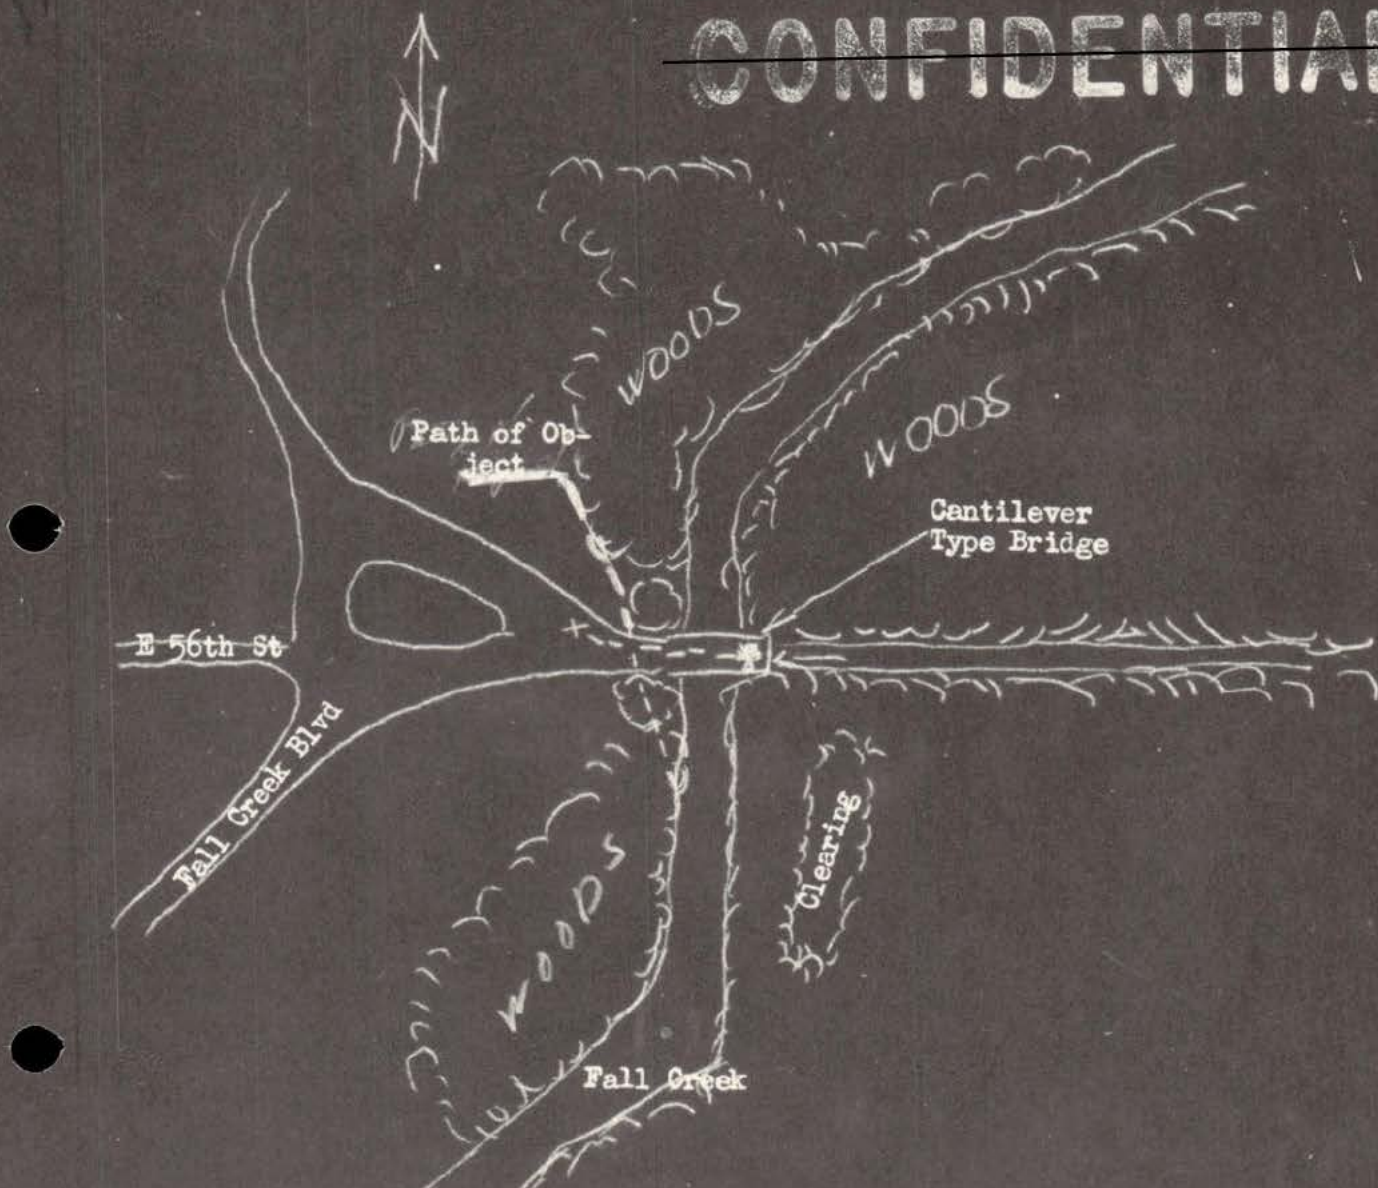 CONFIDENTIAL
N
WOODS
Path of Ob-
ject
WOODS
Cantilever
Type Bridge
E 56th St
Fall Creek Blvd
Clearing
WOODS
Fall Creek